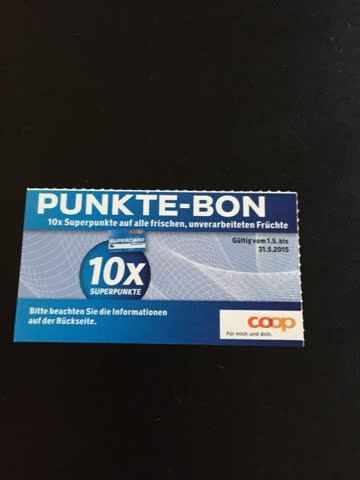 PUNKTE-BON
10x Superpunkte auf alle frischen, unverarbeiteten Früchte
Gültig vom 1.5. bis
31.5.2015
coop
SUPERCARD
10x
SUPERPUNKTE
Bitte beachten Sie die Informationen
auf der Rückseite.
coop
Für mich und dich.